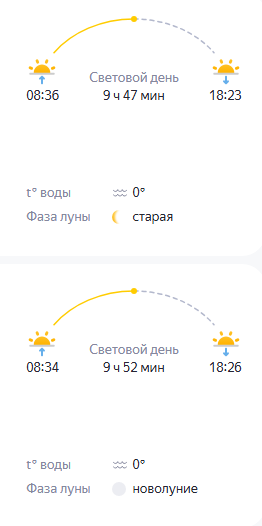 Световой день
08:36 9 ч 47 мин 18:23
t° воды 0°
Фаза луны старая
Световой день
08:34 9 ч 52 мин 18:26
t° воды 0°
Фаза луны новолуние